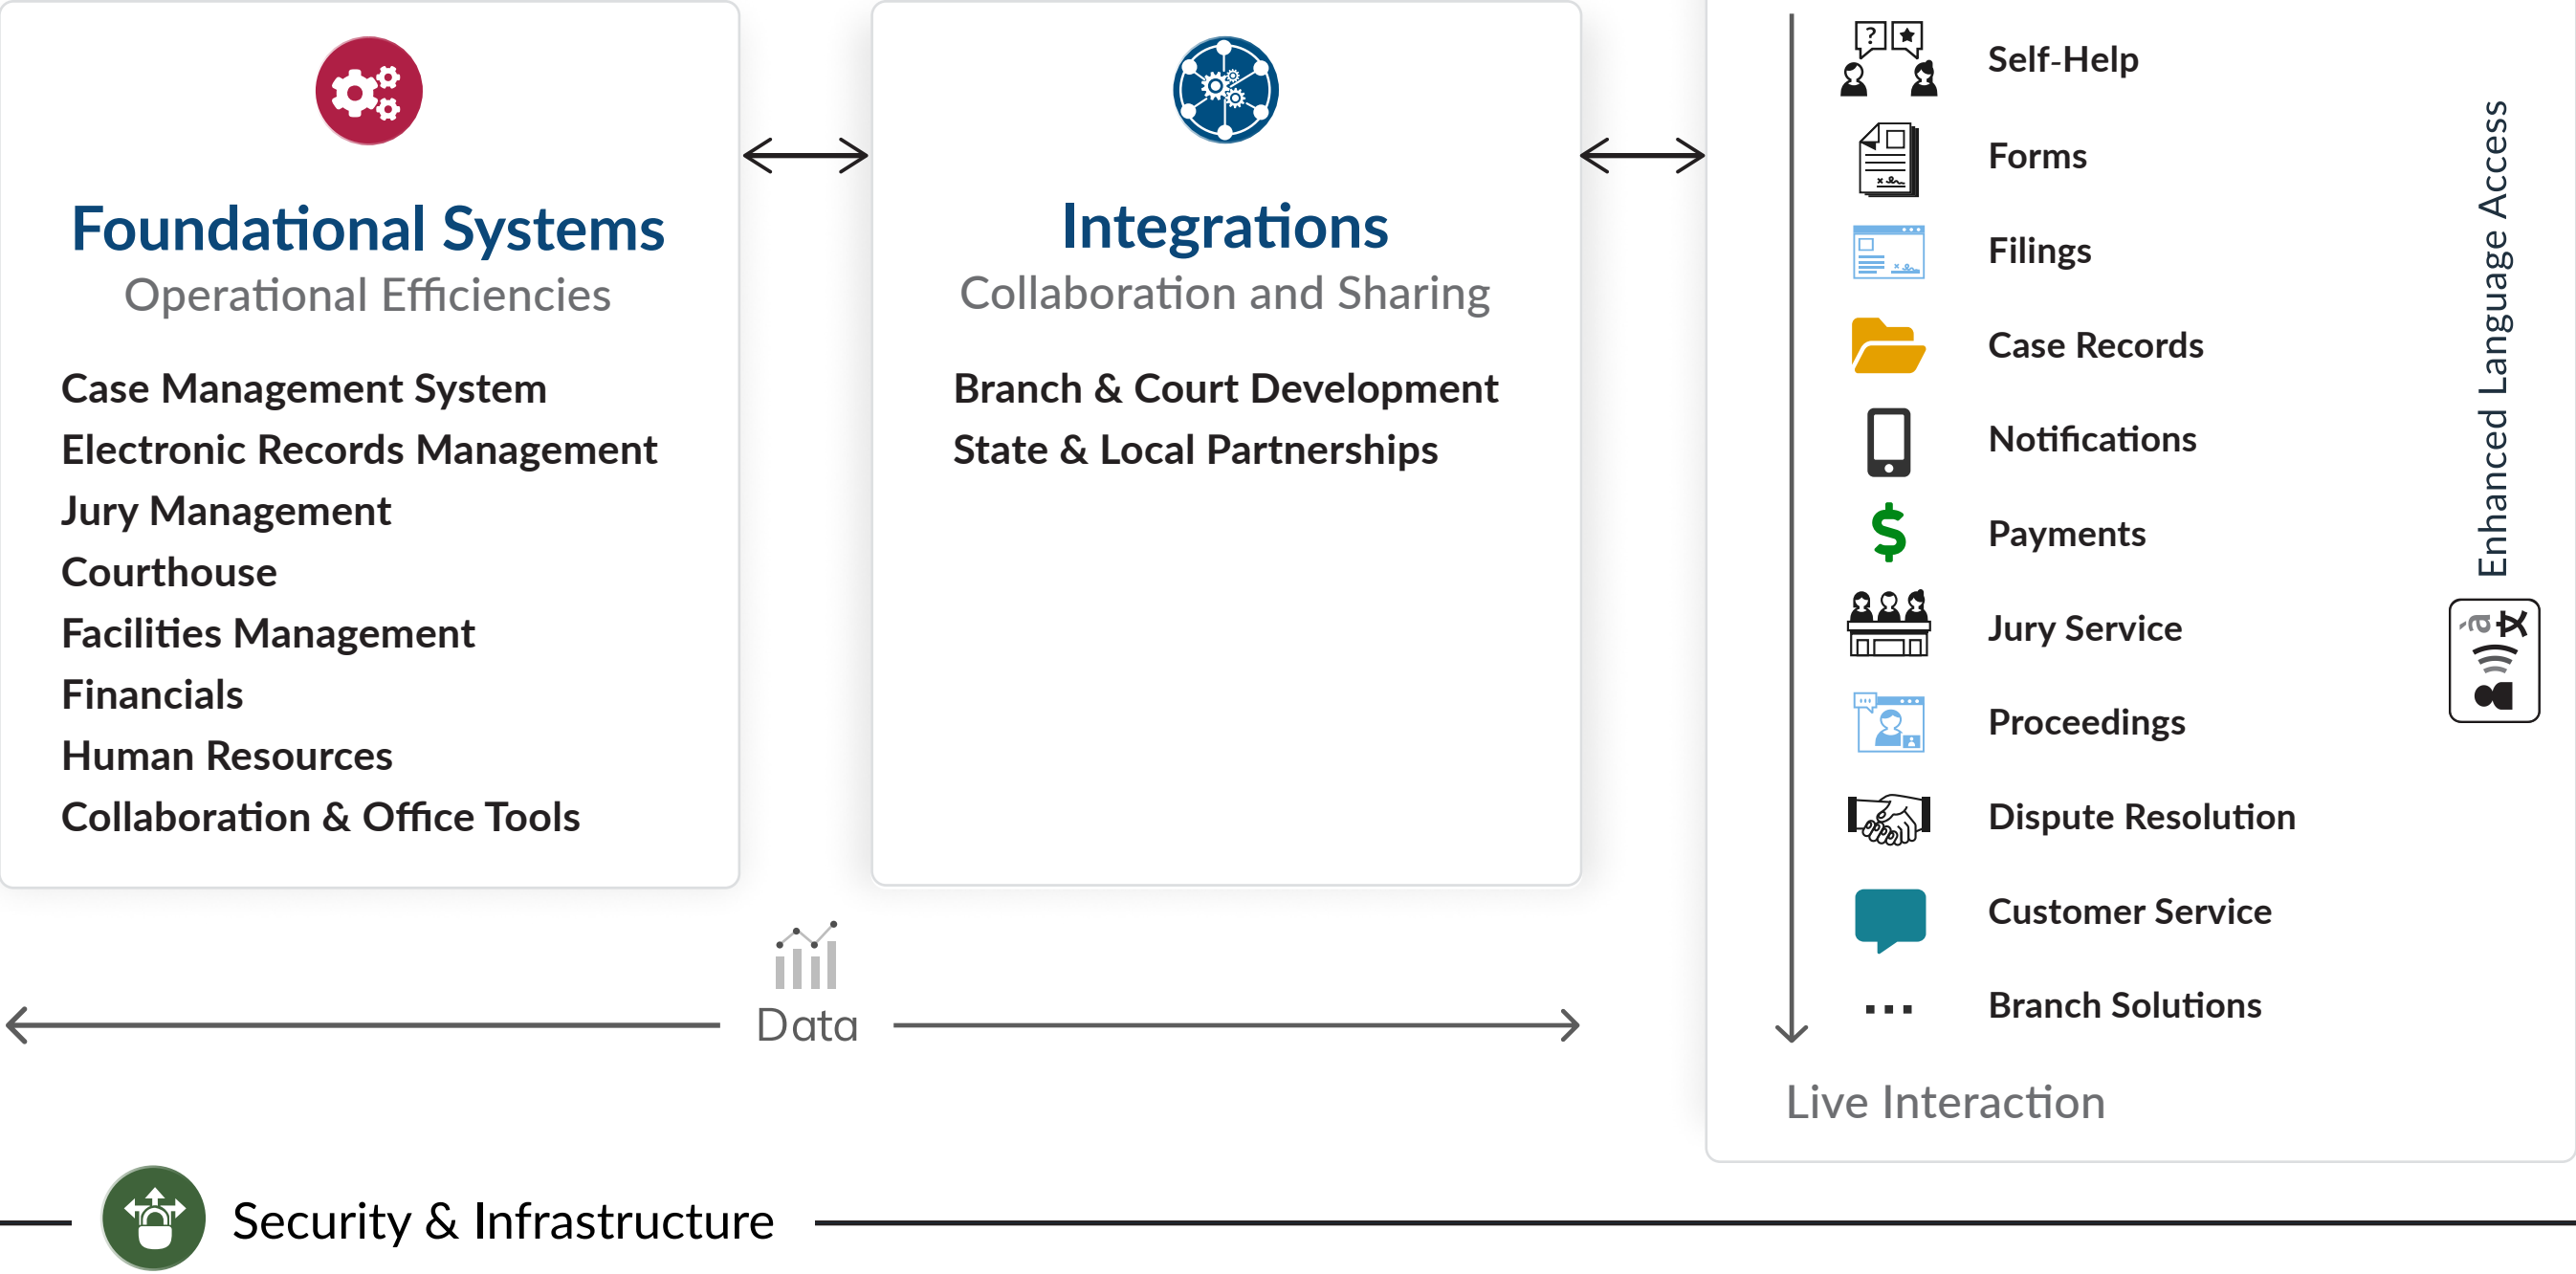 Foundational Systems
Operational Efficiencies
Case Management System
Electronic Records Management
Jury Management
Courthouse
Facilities Management
Financials
Human Resources
Collaboration & Office Tools
Integrations
Collaboration and Sharing
Branch & Court Development
State & Local Partnerships
?
Self-Help
Forms
Filings
Case Records
Notifications
$
Payments
Jury Service
Proceedings
Dispute Resolution
Customer Service
...
Branch Solutions
Live Interaction
Enhanced Language Access
à 文
Data
Security & Infrastructure